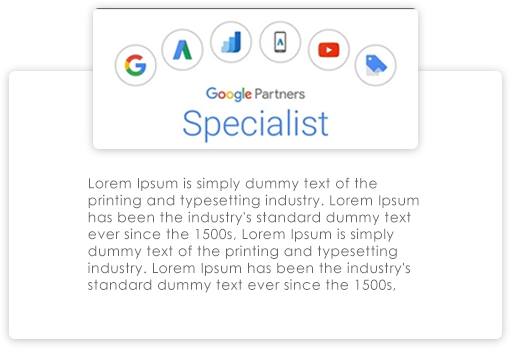 Google Partners
Specialist
Lorem Ipsum is simply dummy text of the
printing and typesetting industry. Lorem Ipsum
has been the industry's standard dummy text
ever since the 1500s, Lorem Ipsum is simply
dummy text of the printing and typesetting
industry. Lorem Ipsum has been the industry's
standard dummy text ever since the 1500s,